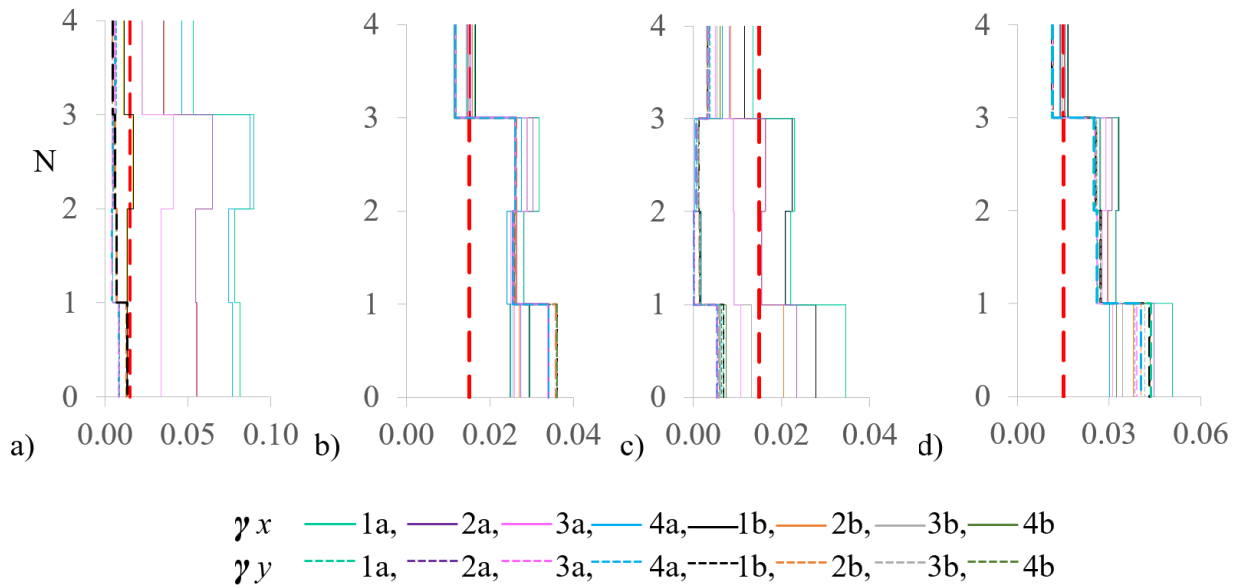 4 4 4 4
3 3 3 3
N
2 2 2 2
1 1 1 1
0 0 0 0
a) 0.00 0.05 0.10 b) 0.00 0.02 0.04 c) 0.00 0.02 0.04 d) 0.00 0.03 0.06
γ x 1a, 2a, 3a, 4a, 1b, 2b, 3b, 4b
γ y 1a, 2a, 3a, 4a, 1b, 2b, 3b, 4b